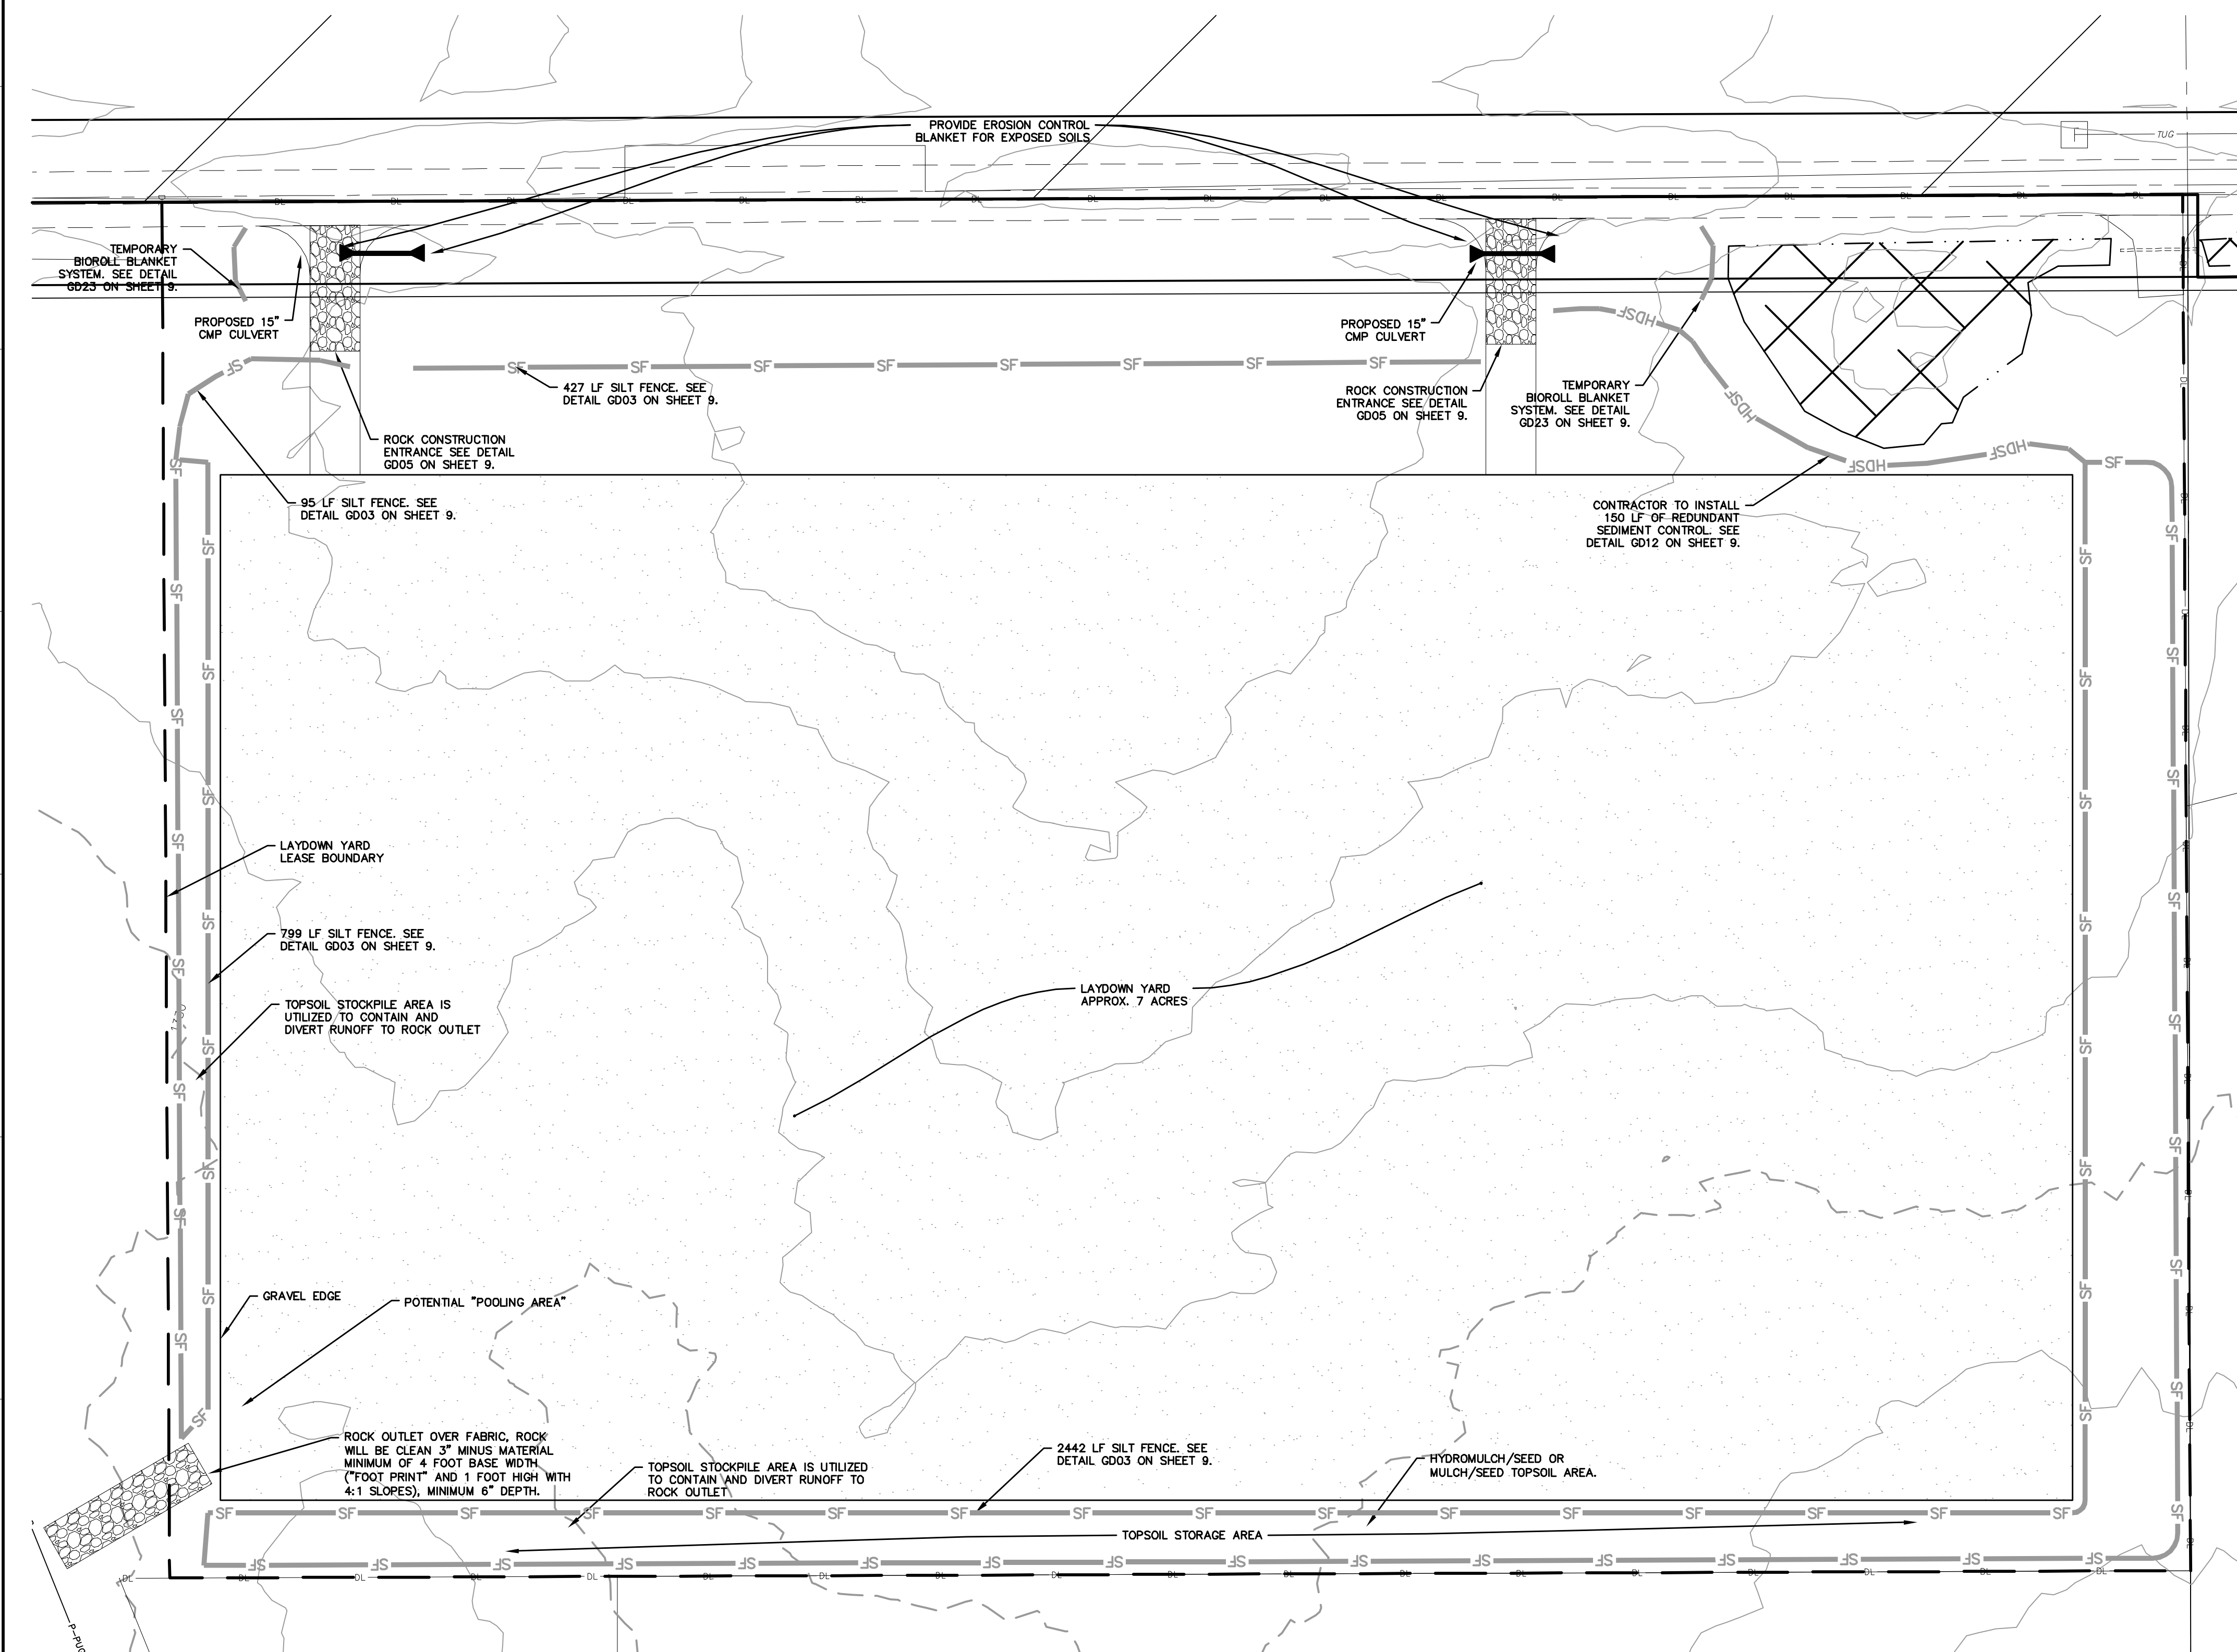 PROVIDE EROSION CONTROL
BLANKET FOR EXPOSED SOILS
TUG
TEMPORARY
BIOROLL BLANKET
SYSTEM. SEE DETAIL
GD23 ON SHEET 9.
PROPOSED 15"
CMP CULVERT
PROPOSED 15"
CMP CULVERT
427 LF SILT FENCE. SEE
DETAIL GD03 ON SHEET 9.
ROCK CONSTRUCTION
ENTRANCE SEE DETAIL
GD05 ON SHEET 9.
TEMPORARY
BIOROLL BLANKET
SYSTEM. SEE DETAIL
GD23 ON SHEET 9.
ROCK CONSTRUCTION
ENTRANCE SEE DETAIL
GD05 ON SHEET 9.
95 LF SILT FENCE. SEE
DETAIL GD03 ON SHEET 9.
CONTRACTOR TO INSTALL
150 LF OF REDUNDANT
SEDIMENT CONTROL. SEE
DETAIL GD12 ON SHEET 9.
HDSF
HDSF
HDSF
HDSF
SF
DL
LAYDOWN YARD
LEASE BOUNDARY
799 LF SILT FENCE. SEE
DETAIL GD03 ON SHEET 9.
TOPSOIL STOCKPILE AREA IS
UTILIZED TO CONTAIN AND
DIVERT RUNOFF TO ROCK OUTLET
LAYDOWN YARD
APPROX. 7 ACRES
GRAVEL EDGE
POTENTIAL "POOLING AREA"
ROCK OUTLET OVER FABRIC, ROCK
WILL BE CLEAN 3" MINUS MATERIAL
MINIMUM OF 4 FOOT BASE WIDTH
("FOOT PRINT" AND 1 FOOT HIGH WITH
4:1 SLOPES), MINIMUM 6" DEPTH.
TOPSOIL STOCKPILE AREA IS UTILIZED
TO CONTAIN AND DIVERT RUNOFF TO
ROCK OUTLET
2442 LF SILT FENCE. SEE
DETAIL GD03 ON SHEET 9.
HYDROMULCH/SEED OR
MULCH/SEED TOPSOIL AREA.
TOPSOIL STORAGE AREA